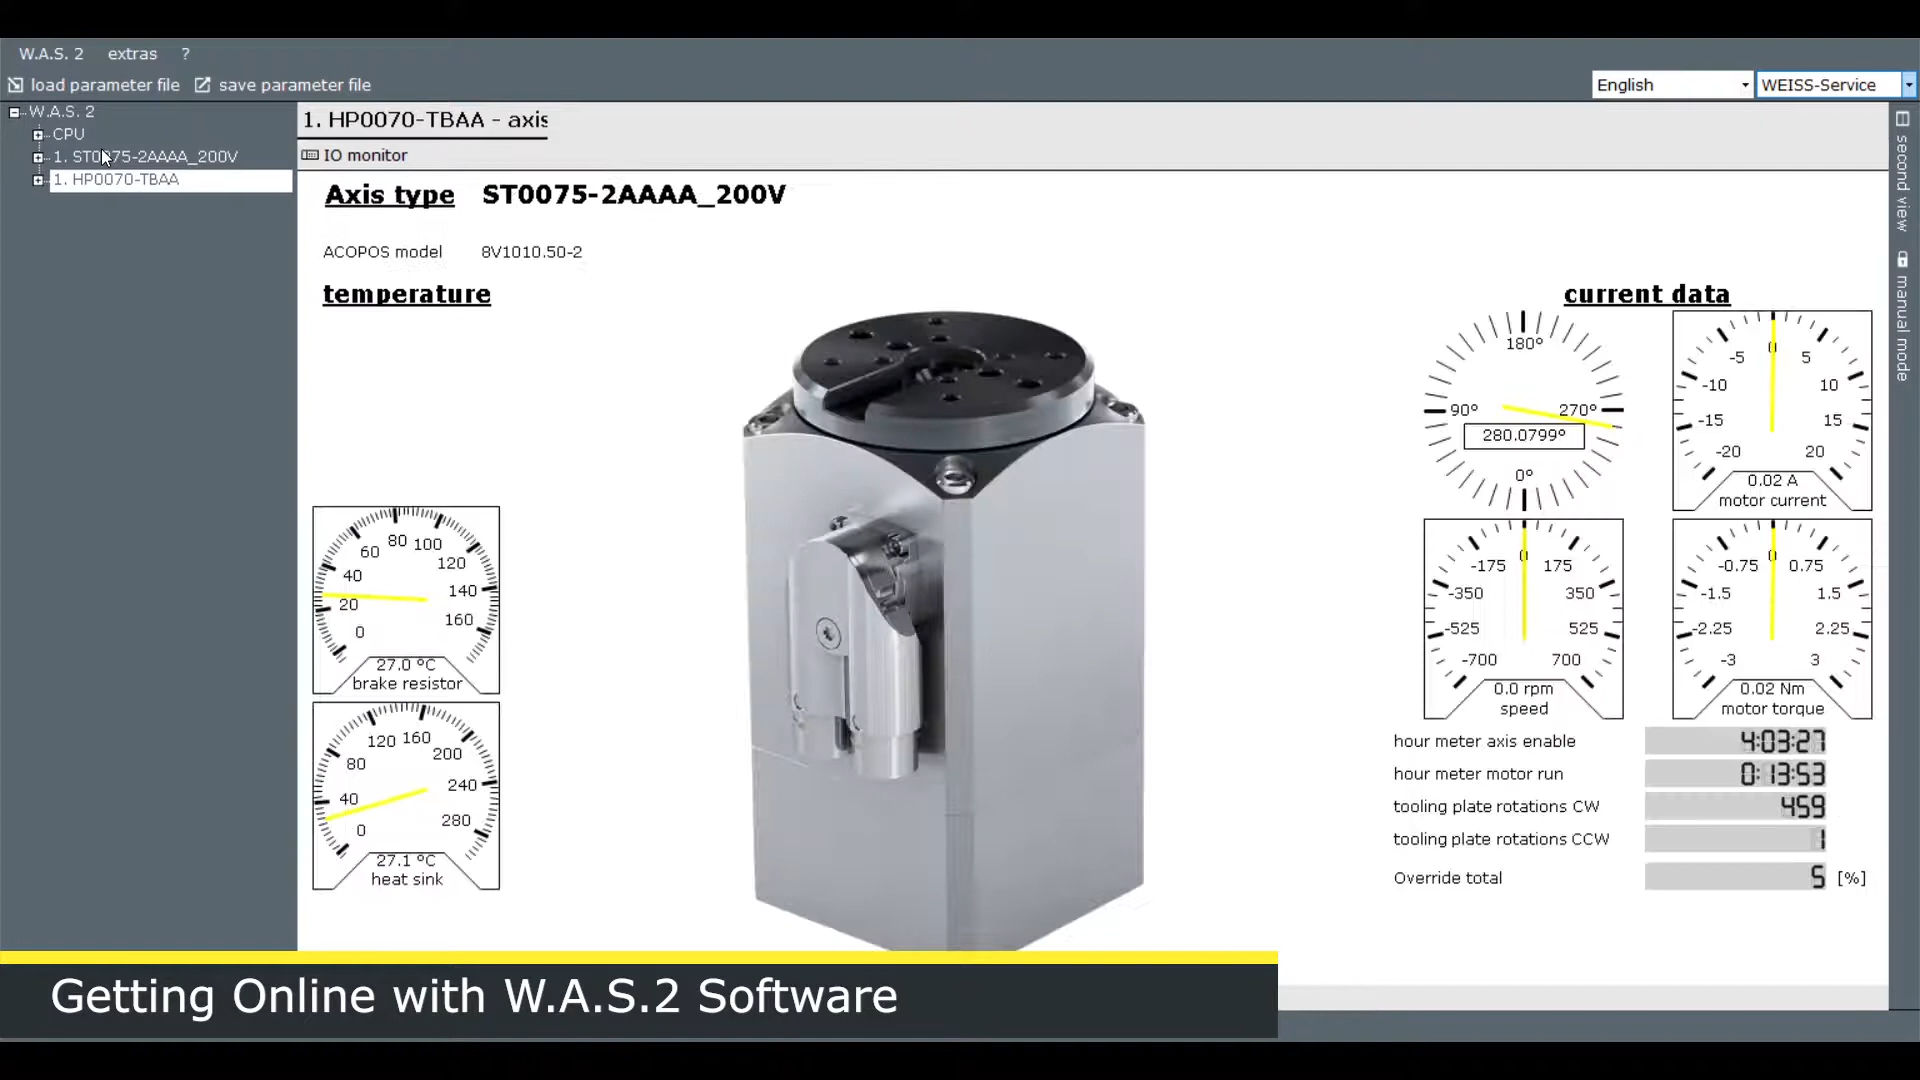 W.A.S. 2 extras ?
load parameter file save parameter file English WEISS-Service
W.A.S. 2
CPU
1. ST0075-2AAAA_200V
1. HP0070-TBAA
1. HP0070-TBAA - axis
IO monitor
Axis type ST0075-2AAAA_200V
ACOPOS model 8V1010.50-2
temperature
0 20 40 60 80 100 120 140 160
27.0 °C
brake resistor
0 40 80 120 160 200 240 280
27.1 °C
heat sink
current data
180°
90° 270°
280.0799°
0°
-20 -15 -10 -5 0 5 10 15 20
0.02 A
motor current
-700 -525 -350 -175 0 175 350 525 700
0.0 rpm
speed
-3 -2.25 -1.5 -0.75 0 0.75 1.5 2.25 3
0.02 Nm
motor torque
hour meter axis enable 4:03:27
hour meter motor run 0:13:53
tooling plate rotations CW 459
tooling plate rotations CCW 1
Override total 5 [%]
second view
manual mode
Getting Online with W.A.S.2 Software